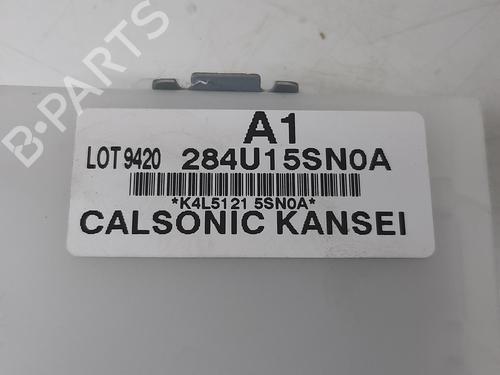 B-PARTS
A1
LOT 9420 284U15SN0A
*K4L5121 5SN0A*
CALSONIC KANSEI